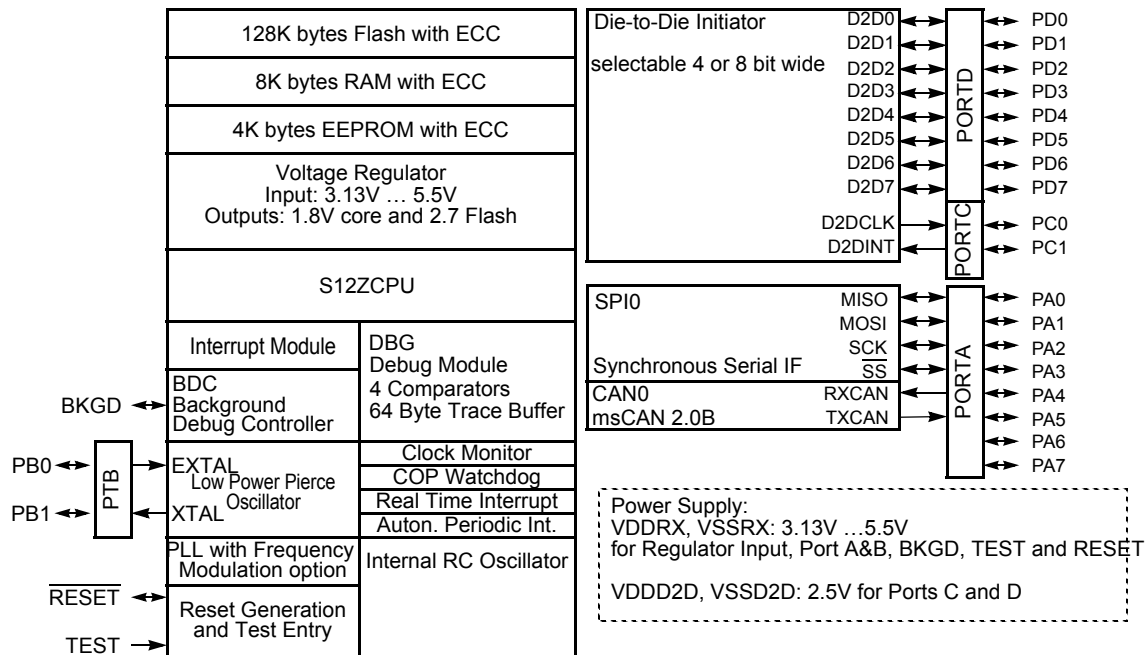 128K bytes Flash with ECC
8K bytes RAM with ECC
4K bytes EEPROM with ECC
Voltage Regulator
Input: 3.13V … 5.5V
Outputs: 1.8V core and 2.7 Flash
S12ZCPU
Interrupt Module
DBG
Debug Module
4 Comparators
64 Byte Trace Buffer
BKGD
BDC
Background
Debug Controller
PB0
PB1
PTB
EXTAL
Low Power Pierce
Oscillator
XTAL
Clock Monitor
COP Watchdog
Real Time Interrupt
Auton. Periodic Int.
PLL with Frequency
Modulation option
Internal RC Oscillator
RESET
TEST
Reset Generation
and Test Entry
Die-to-Die Initiator
selectable 4 or 8 bit wide
D2D0
D2D1
D2D2
D2D3
D2D4
D2D5
D2D6
D2D7
D2DCLK
D2DINT
PORTD
PORTC
PD0
PD1
PD2
PD3
PD4
PD5
PD6
PD7
PC0
PC1
SPI0
Synchronous Serial IF
MISO
MOSI
SCK
SS
CAN0
msCAN 2.0B
RXCAN
TXCAN
PORTA
PA0
PA1
PA2
PA3
PA4
PA5
PA6
PA7
Power Supply:
VDDRX, VSSRX: 3.13V …5.5V
for Regulator Input, Port A&B, BKGD, TEST and RESET
VDDD2D, VSSD2D: 2.5V for Ports C and D